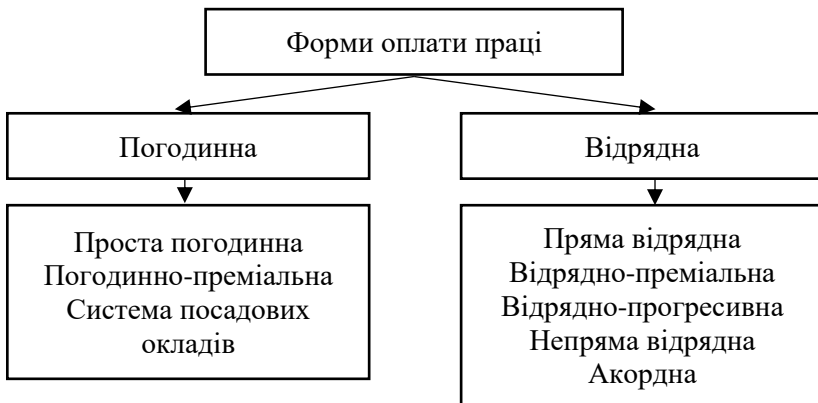 Форми оплати праці
Погодинна
Відрядна
Проста погодинна
Погодинно-преміальна
Система посадових
окладів
Пряма відрядна
Відрядно-преміальна
Відрядно-прогресивна
Непряма відрядна
Акордна